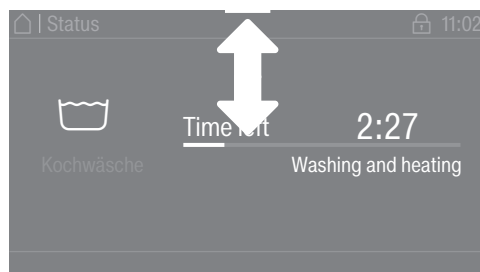 | Status 11:02
Time left 2:27
Kochwäsche
Washing and heating